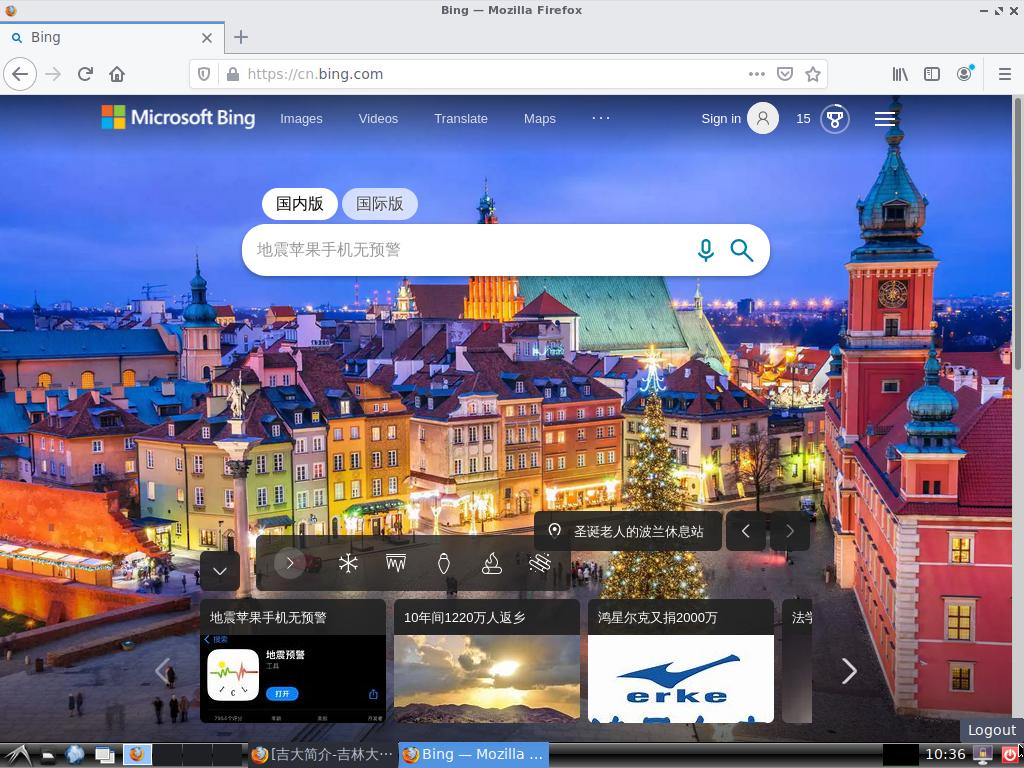 Bing — Mozilla Firefox
Bing
https://cn.bing.com
Microsoft Bing Images Videos Translate Maps ··· Sign in 15
国内版 国际版
地震苹果手机无预警
圣诞老人的波兰休息站
地震苹果手机无预警 10年间1220万人返乡 鸿星尔克又捐2000万
搜索
地震预警
工具
打开
erke
Logout
[吉大简介-吉林大… Bing — Mozilla ... 10:36